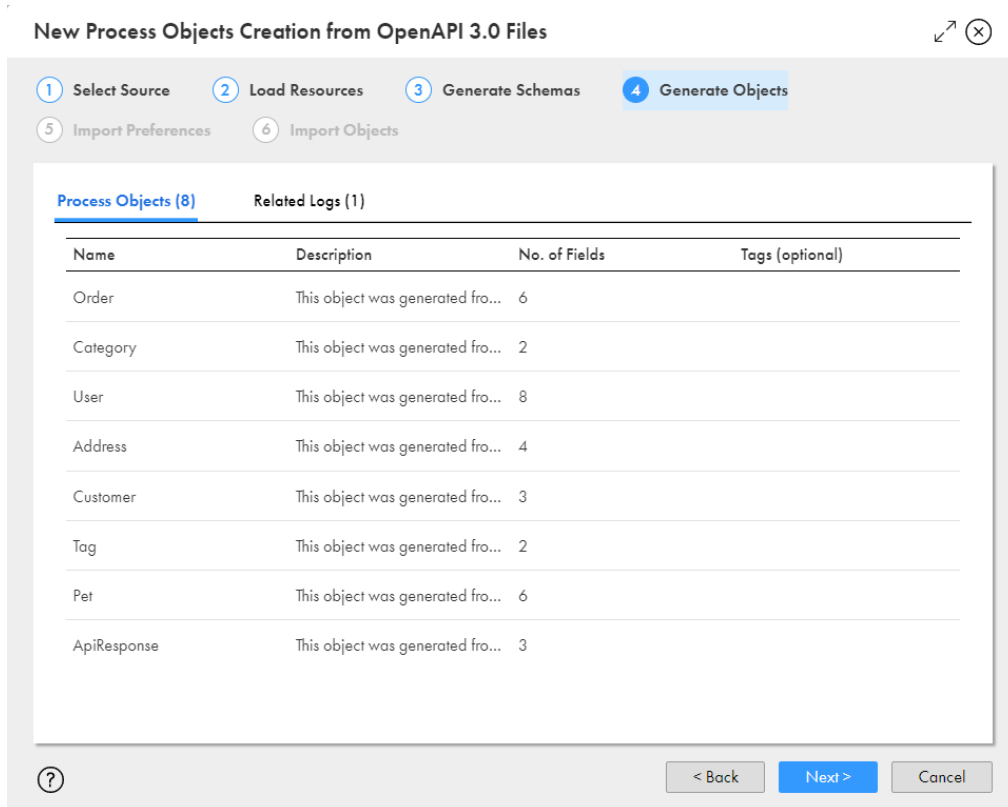 New Process Objects Creation from OpenAPI 3.0 Files
1 Select Source 2 Load Resources 3 Generate Schemas 4 Generate Objects
5 Import Preferences 6 Import Objects
Process Objects (8) Related Logs (1)
Name Description No. of Fields Tags (optional)
Order This object was generated fro... 6
Category This object was generated fro... 2
User This object was generated fro... 8
Address This object was generated fro... 4
Customer This object was generated fro... 3
Tag This object was generated fro... 2
Pet This object was generated fro... 6
ApiResponse This object was generated fro... 3
? < Back Next > Cancel